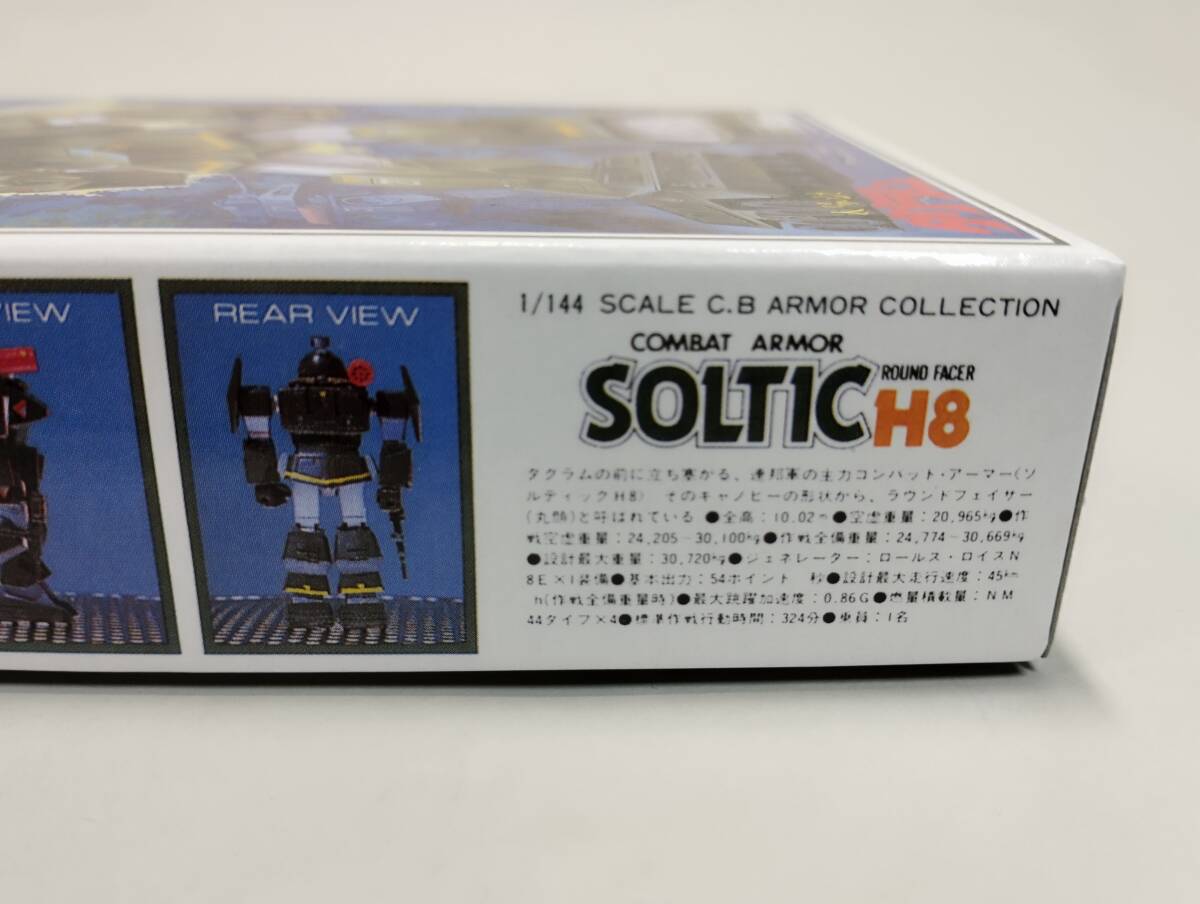 VIEW
REAR VIEW
1/144 SCALE C.B ARMOR COLLECTION
COMBAT ARMOR
SOLTIC ROUND FACER H8
タグラムの前に立ち塞がる、連邦軍の主力コンバット・アーマー〈ソ
ルティックH8〉 そのキャノピーの形状から、ラウンドフェイサー
(丸顔)と呼ばれている ●全高:10.02m●空虚重量:20,965kg●作
戦空虚重量:24,205~30,100kg●作戦全備重量:24,774~30,669kg
●設計最大重量:30,720kg●ジェネレーター:ロールス・ロイスN
8E×1装備●基本出力:54ポイント 秒●設計最大走行速度:45km
h(作戦全備重量時)●最大跳躍加速度:0.86G●燃量積載量:NM
44タイプ×4●標準作戦行動時間:324分●乗員:1名